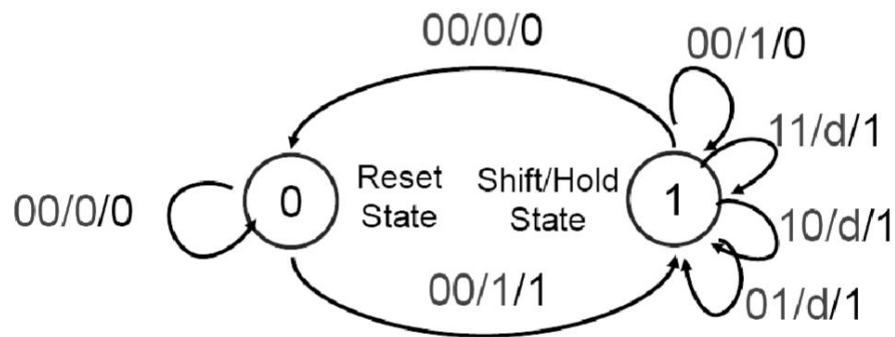 00/0/0
00/1/0
11/d/1
Reset
State
Shift/Hold
State
0
1
00/0/0
10/d/1
00/1/1
01/d/1